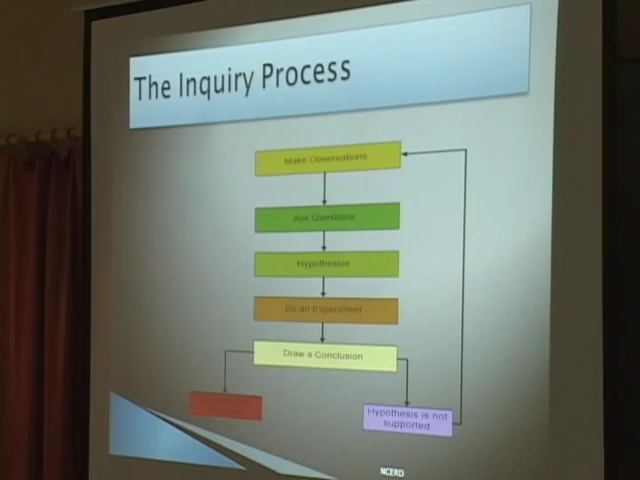 The Inquiry Process
Make Observations
Ask Questions
Hypothesize
Do an Experiment
Draw a Conclusion
Hypothesis is not
supported
NCERD